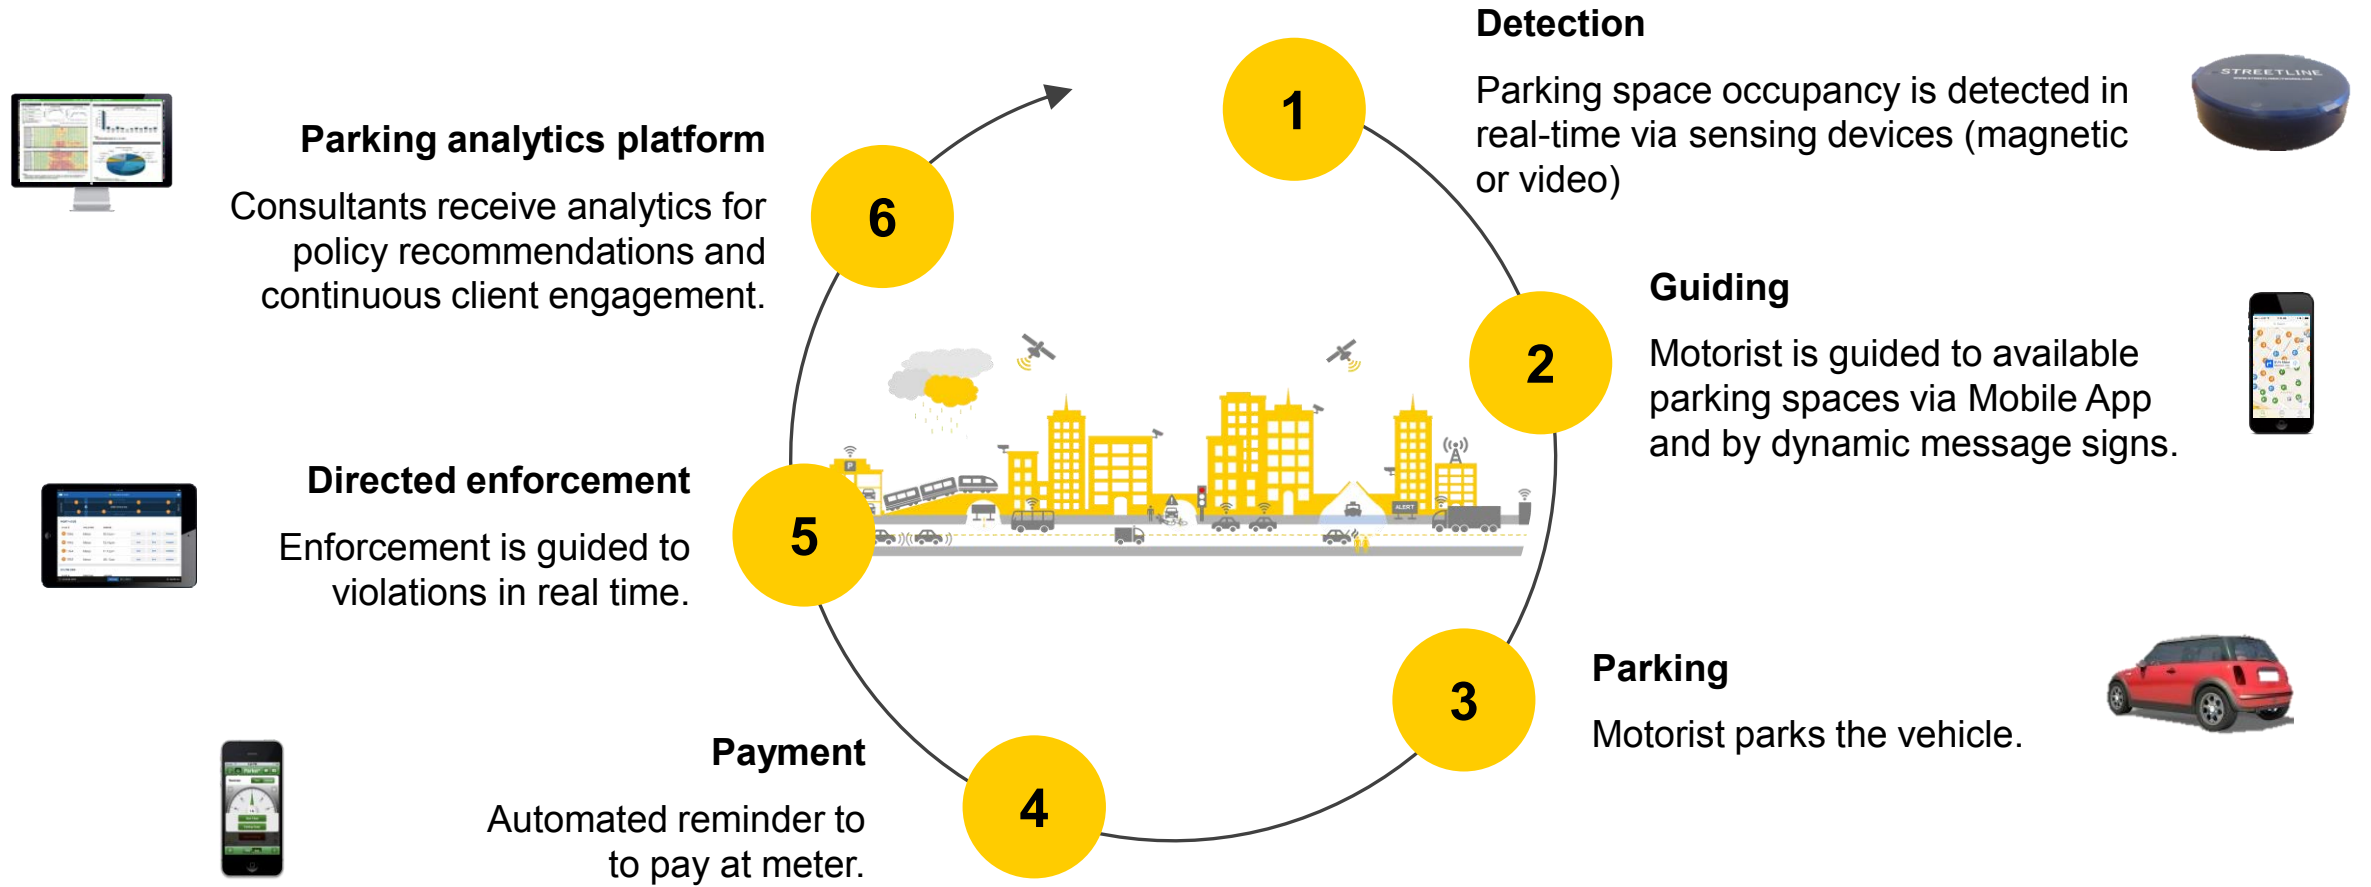 1
Detection
Parking space occupancy is detected in
real-time via sensing devices (magnetic
or video)
STREETLINE
2
Guiding
Motorist is guided to available
parking spaces via Mobile App
and by dynamic message signs.
3
Parking
Motorist parks the vehicle.
4
Payment
Automated reminder to
to pay at meter.
5
Directed enforcement
Enforcement is guided to
violations in real time.
6
Parking analytics platform
Consultants receive analytics for
policy recommendations and
continuous client engagement.
P
ALERT